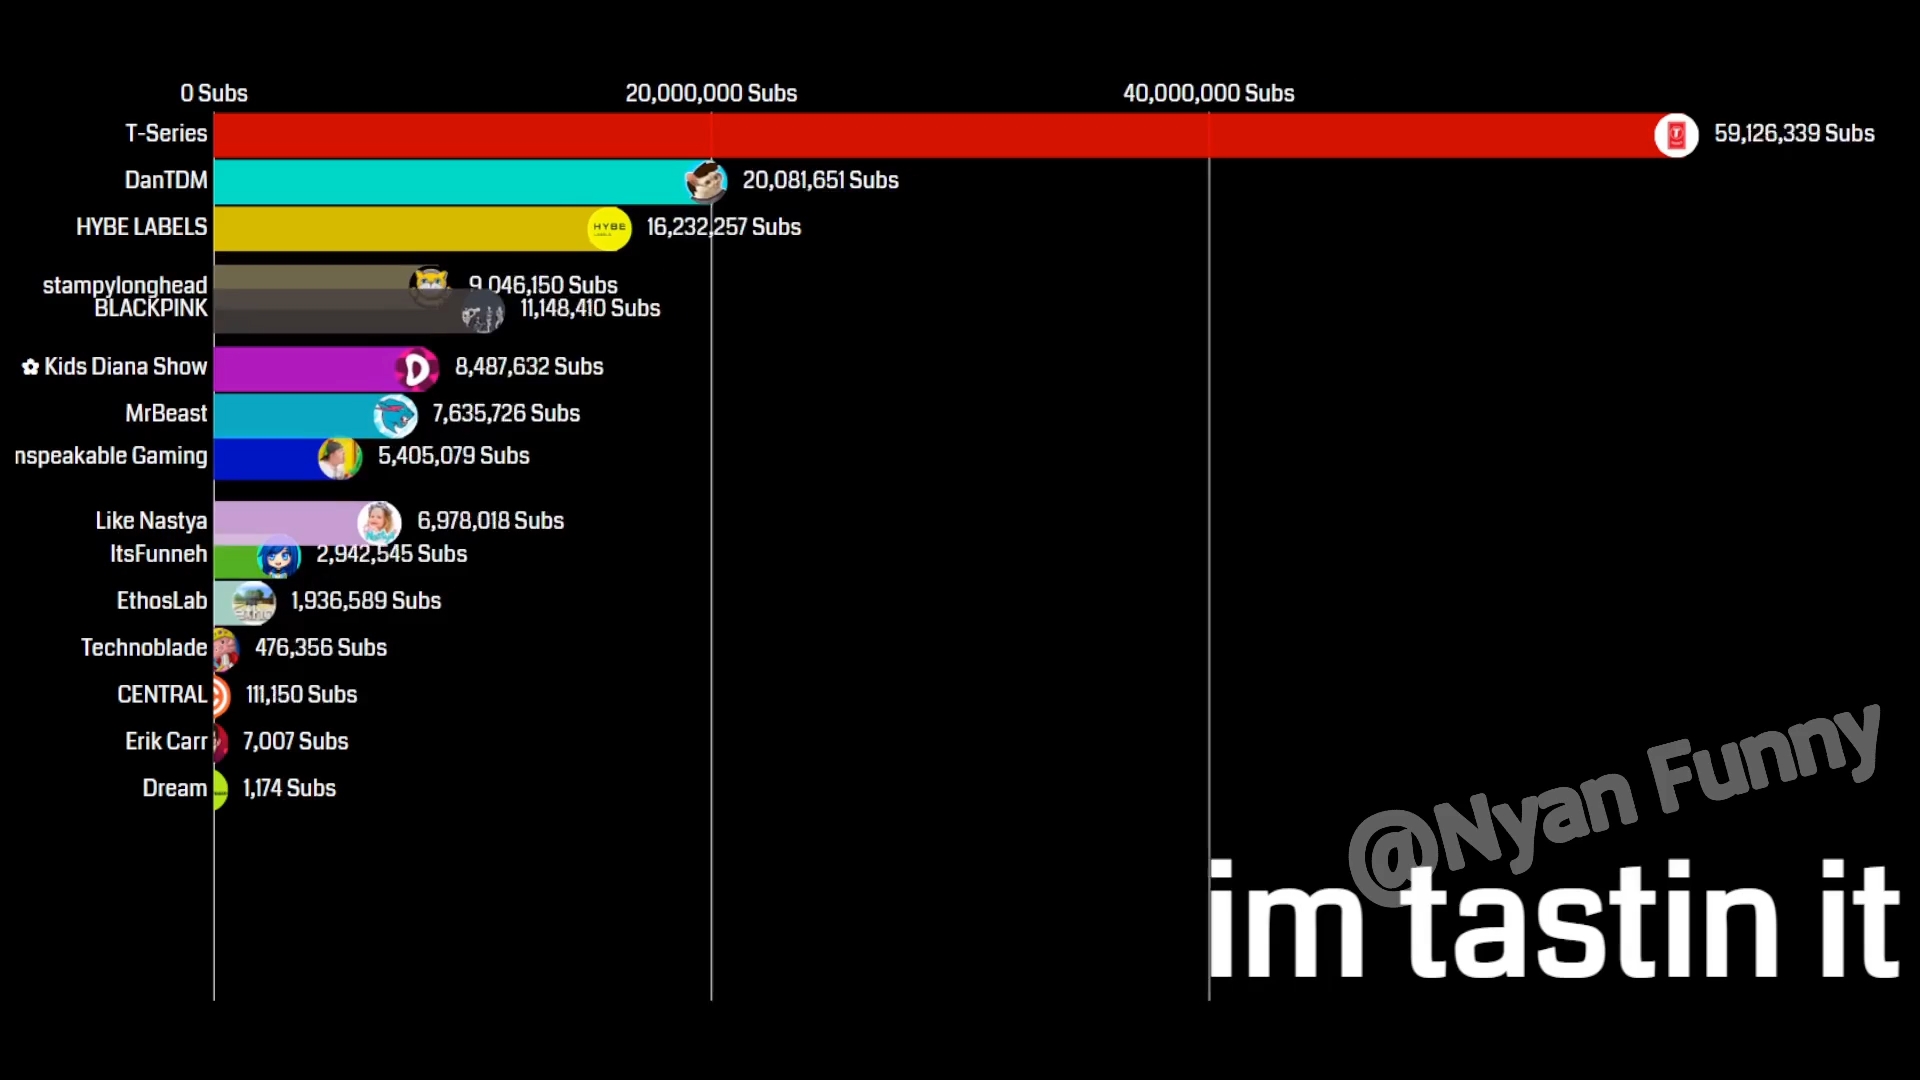 0 Subs 20,000,000 Subs 40,000,000 Subs
T-Series 59,126,339 Subs
DanTDM 20,081,651 Subs
HYBE LABELS HYBE 16,232,257 Subs
stampylonghead 9,046,150 Subs
BLACKPINK 11,148,410 Subs
✿ Kids Diana Show D 8,487,632 Subs
MrBeast 7,635,726 Subs
nspeakable Gaming 5,405,079 Subs
Like Nastya 6,978,018 Subs
ItsFunneh 2,942,545 Subs
EthosLab 1,936,589 Subs
Technoblade 476,356 Subs
CENTRAL 111,150 Subs
Erik Carr 7,007 Subs
Dream 1,174 Subs
@Nyan Funny
im tastin it